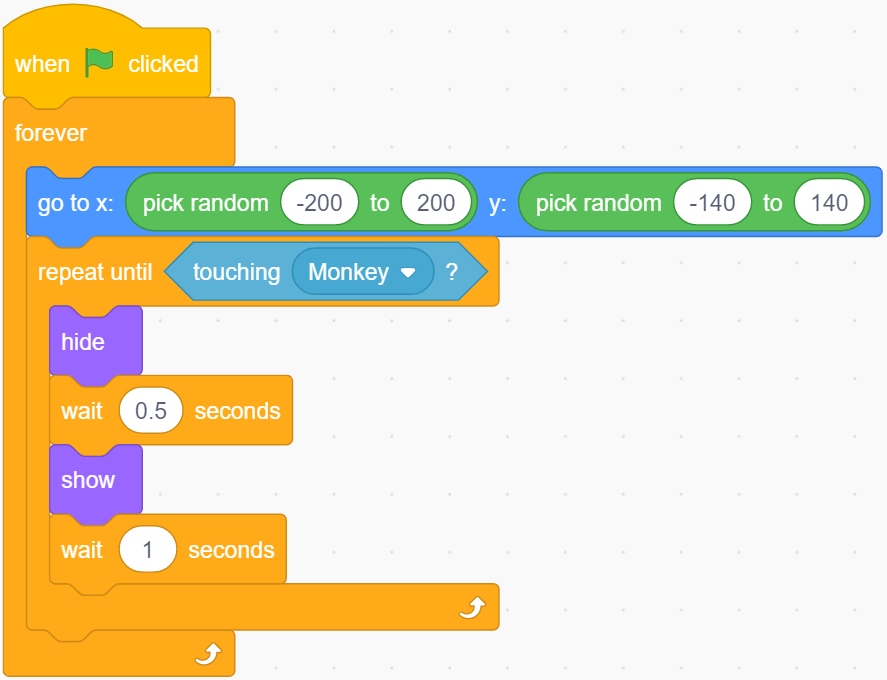 when clicked
forever
go to x: pick random -200 to 200 y: pick random -140 to 140
repeat until touching Monkey ?
hide
wait 0.5 seconds
show
wait 1 seconds